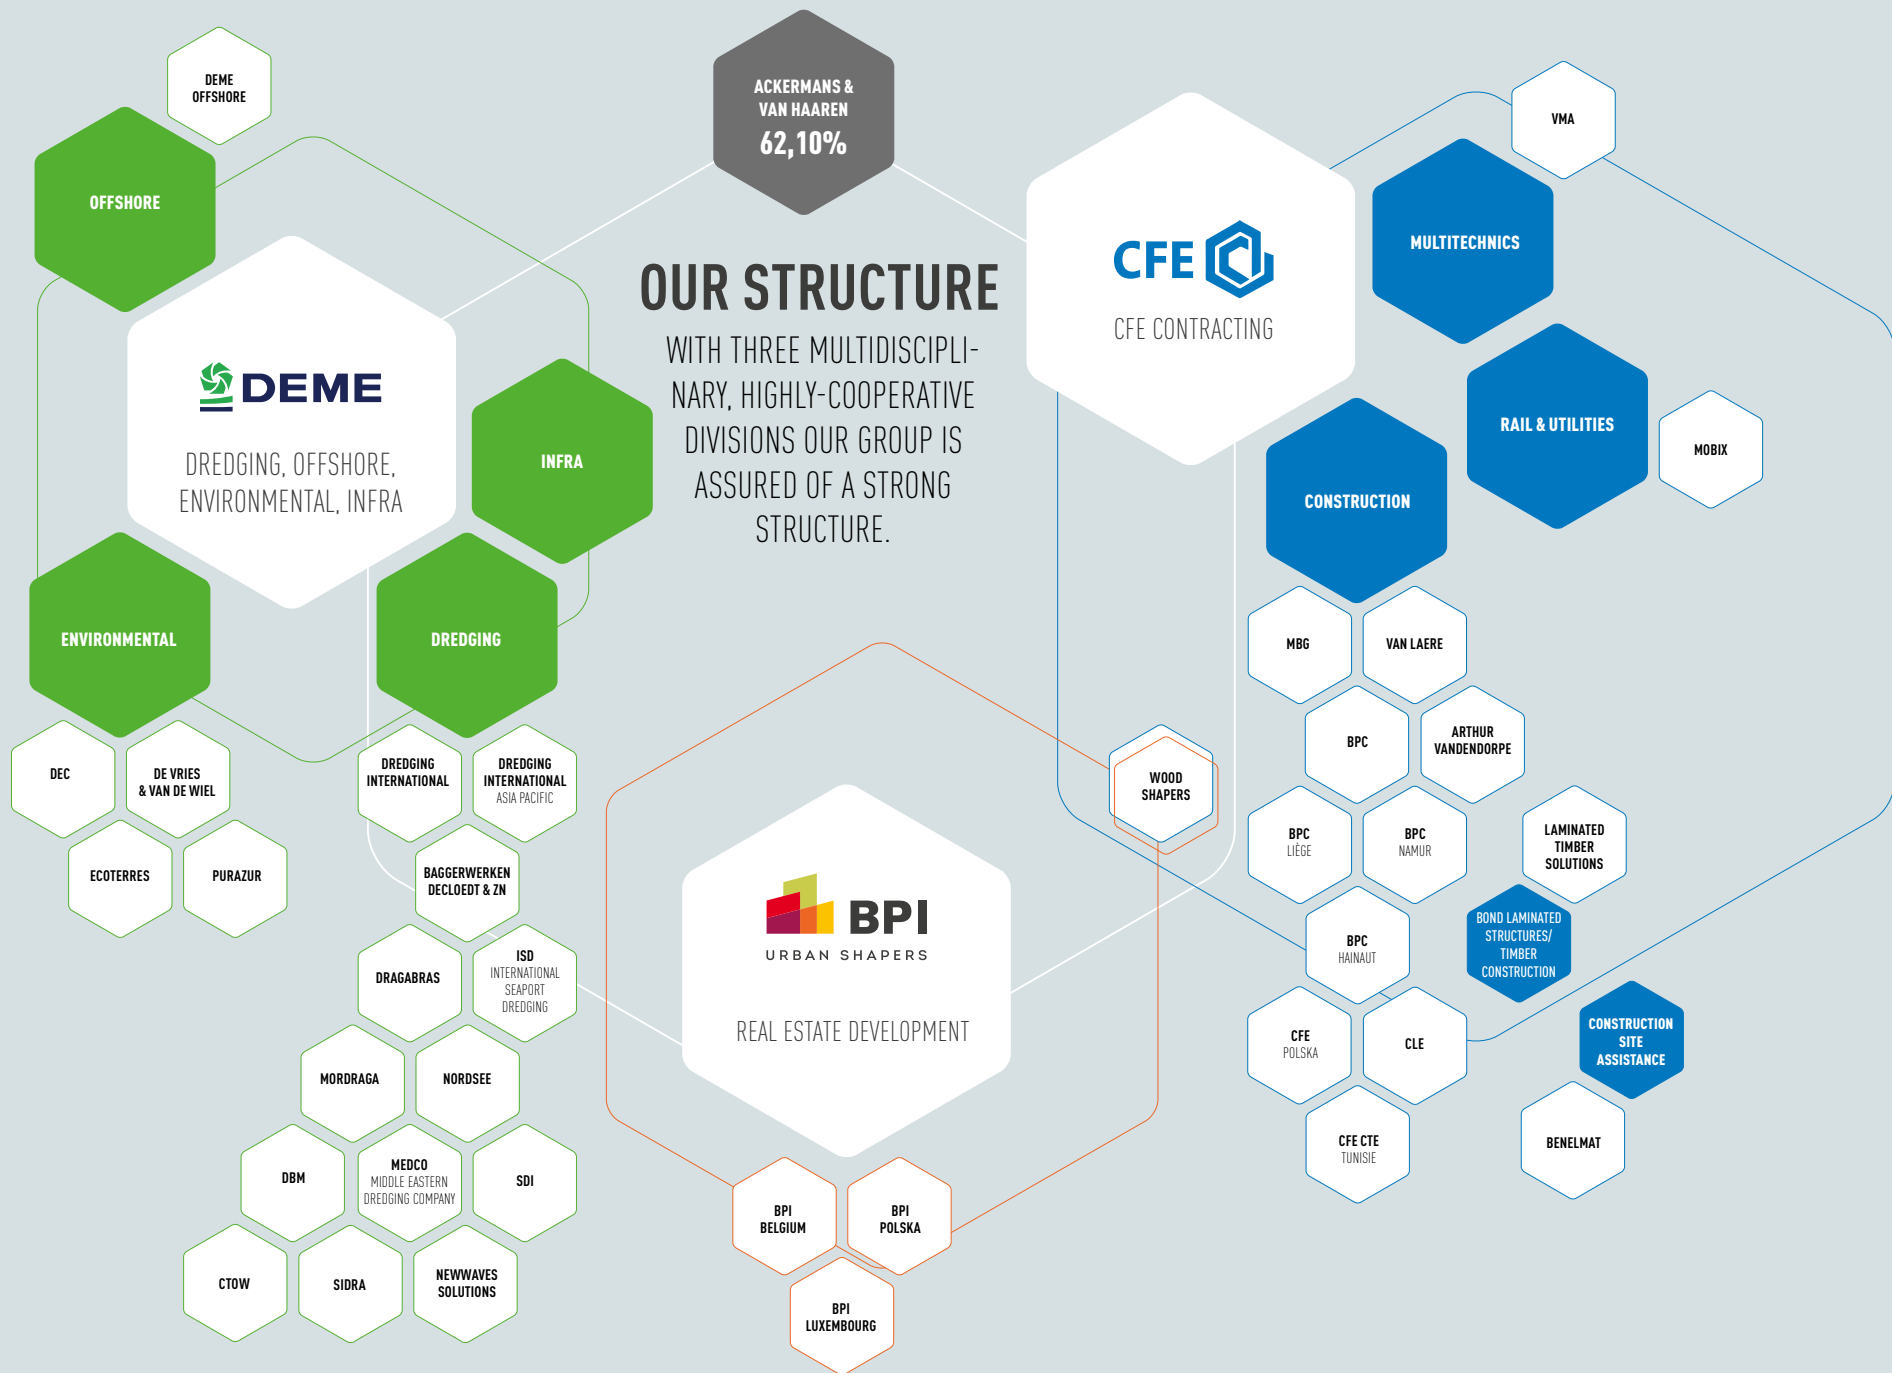 DEME
OFFSHORE
OFFSHORE
DEME
DREDGING, OFFSHORE,
ENVIRONMENTAL, INFRA
INFRA
ENVIRONMENTAL
DREDGING
DEC
DE VRIES
& VAN DE WIEL
ECOTERRES
PURAZUR
DREDGING
INTERNATIONAL
DREDGING
INTERNATIONAL
ASIA PACIFIC
BAGGERWERKEN
DECLOEDT & ZN
DRAGABRAS
ISD
INTERNATIONAL
SEAPORT
DREDGING
MORDRAGA
NORDSEE
DBM
MEDCO
MIDDLE EASTERN
DREDGING COMPANY
SDI
CTOW
SIDRA
NEWWAVES
SOLUTIONS
ACKERMANS &
VAN HAAREN
62,10%
OUR STRUCTURE
WITH THREE MULTIDISCIPLI-
NARY, HIGHLY-COOPERATIVE
DIVISIONS OUR GROUP IS
ASSURED OF A STRONG
STRUCTURE.
BPI
URBAN SHAPERS
REAL ESTATE DEVELOPMENT
BPI
BELGIUM
BPI
POLSKA
BPI
LUXEMBOURG
WOOD
SHAPERS
CFE
CFE CONTRACTING
VMA
MULTITECHNICS
RAIL & UTILITIES
MOBIX
CONSTRUCTION
MBG
VAN LAERE
BPC
ARTHUR
VANDENDORPE
BPC
LIÈGE
BPC
NAMUR
LAMINATED
TIMBER
SOLUTIONS
BPC
HAINAUT
BOND LAMINATED
STRUCTURES/
TIMBER
CONSTRUCTION
CFE
POLSKA
CLE
CONSTRUCTION
SITE
ASSISTANCE
CFE CTE
TUNISIE
BENELMAT